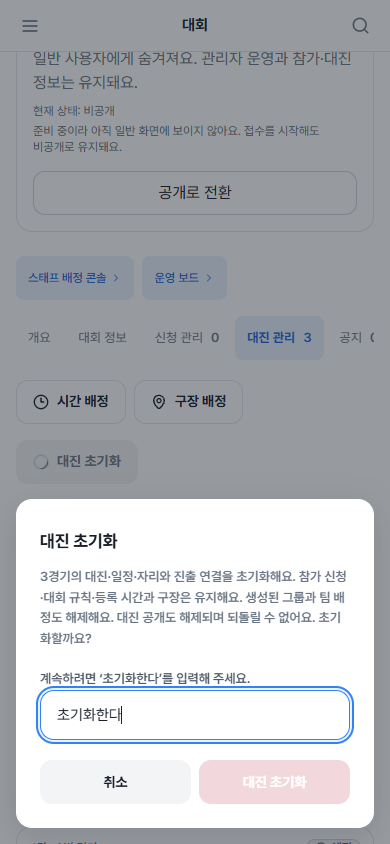 대회
일반 사용자에게 숨겨져요. 관리자 운영과 참가·대진
정보는 유지돼요.
현재 상태: 비공개
준비 중이라 아직 일반 화면에 보이지 않아요. 접수를 시작해도
비공개로 유지돼요.
공개로 전환
스태프 배정 콘솔
운영 보드
개요 대회 정보 신청 관리 0 대진 관리 3 공지
시간 배정 구장 배정
대진 초기화
대진 초기화
3경기의 대진·일정·자리와 진출 연결을 초기화해요. 참가 신청
·대회 규칙·등록 시간과 구장은 유지해요. 생성된 그룹과 팀 배
정도 해제해요. 대진 공개도 해제되며 되돌릴 수 없어요. 초기
화할까요?
계속하려면 ‘초기화한다’를 입력해 주세요.
초기화한다
취소 대진 초기화